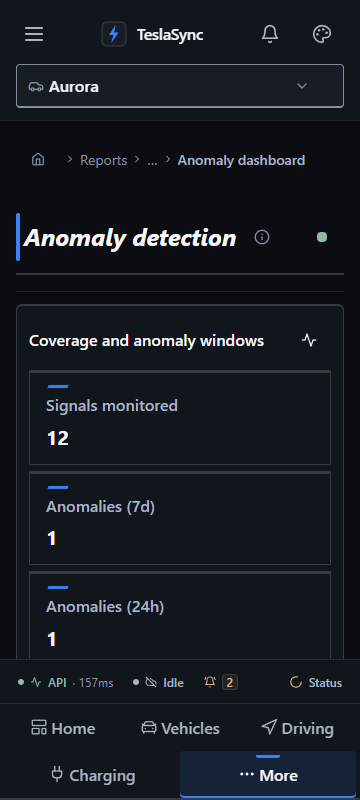 TeslaSync
Aurora
Reports > ... > Anomaly dashboard
Anomaly detection
Coverage and anomaly windows
Signals monitored
12
Anomalies (7d)
1
Anomalies (24h)
1
API · 157ms Idle 2 Status
Home Vehicles Driving
Charging ··· More